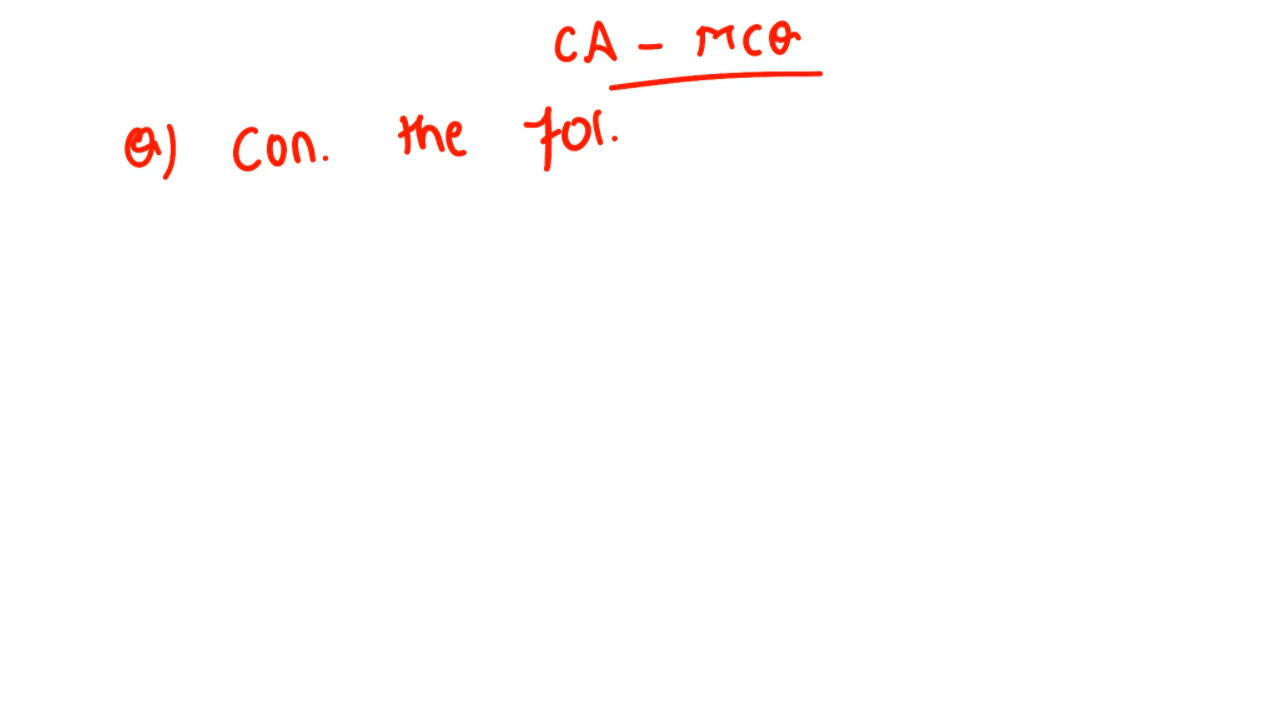 CA - MCQ
Q) Con. the fol.